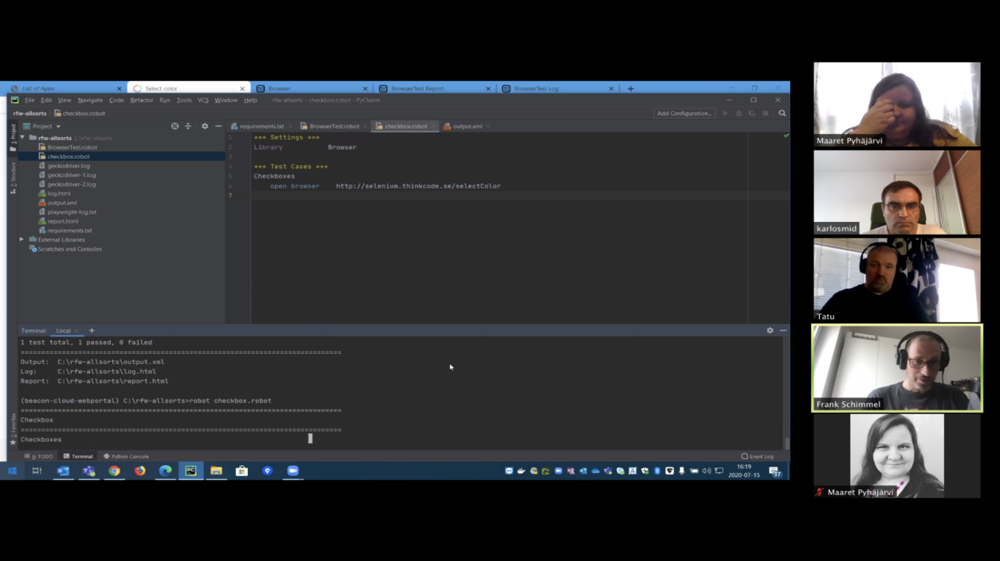 List of Apps
Select color
Browser
BrowserTest Report
BrowserTest Log
File Edit View Navigate Code Refactor Run Tools VCS Window Help rfw-allsorts - checkbox.robot - PyCharm
rfw-allsorts checkbox.robot
Add Configuration...
1: Project
Project
requirements.txt
BrowserTest.robot
checkbox.robot
output.xml
rfw-allsorts C:\rfw-allsorts
BrowserTest.robot
checkbox.robot
geckodriver.log
geckodriver-1.log
geckodriver-2.log
log.html
output.xml
playwright-log.txt
report.html
requirements.txt
External Libraries
Scratches and Consoles
1 *** Settings ***
2 Library Browser
3
4 *** Test Cases ***
5 Checkboxes
6 open browser http://selenium.thinkcode.se/selectColor
7
Structure
Favorites
Terminal: Local
1 test total, 1 passed, 0 failed
==============================================================================
Output: C:\rfw-allsorts\output.xml
Log: C:\rfw-allsorts\log.html
Report: C:\rfw-allsorts\report.html
(beacon-cloud-webportal) C:\rfw-allsorts>robot checkbox.robot
==============================================================================
Checkbox
==============================================================================
Checkboxes
6: TODO Terminal Python Console Event Log
16:19
2020-07-15
37
Maaret Pyhäjärvi
karlosmid
Tatu
Frank Schimmel
Maaret Pyhäjärvi